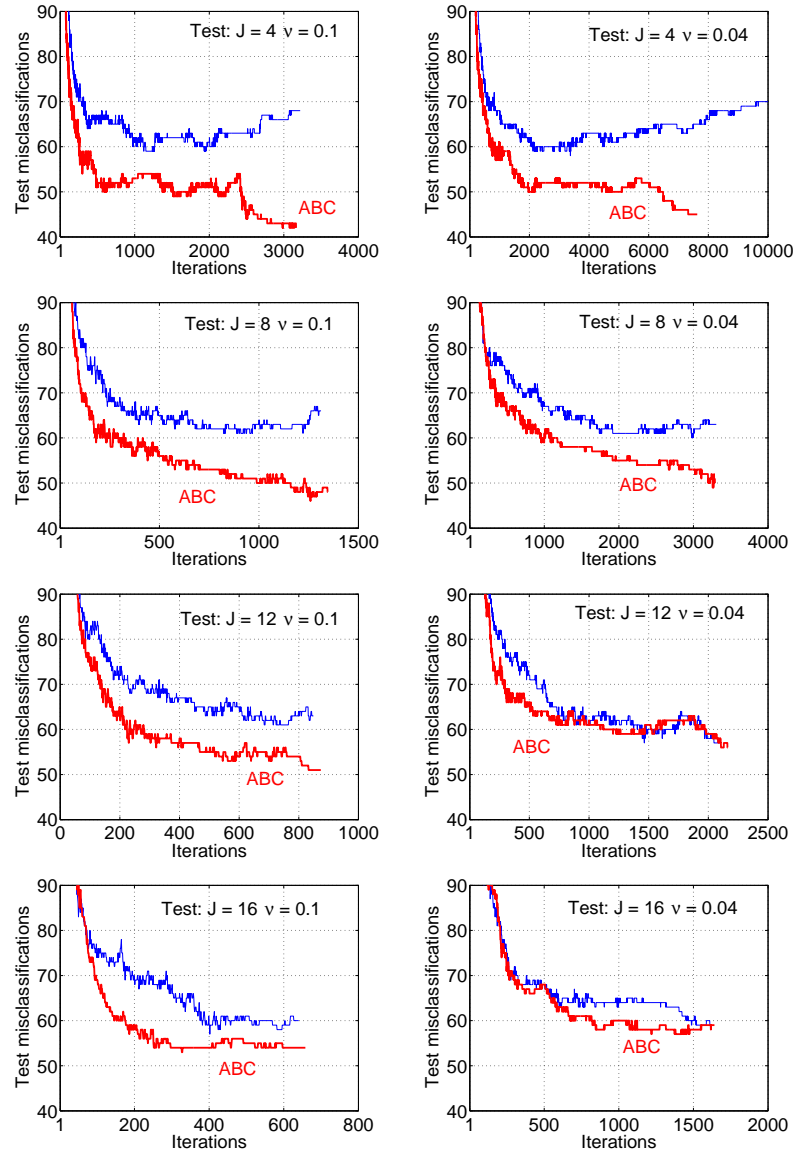 Test: J = 4 ν = 0.1
Test misclassifications
90
80
70
60
50
40
ABC
1
1000
2000
3000
4000
Iterations
Test: J = 4 ν = 0.04
Test misclassifications
90
80
70
60
50
40
ABC
1
2000
4000
6000
8000
10000
Iterations
Test: J = 8 ν = 0.1
Test misclassifications
90
80
70
60
50
40
ABC
1
500
1000
1500
Iterations
Test: J = 8 ν = 0.04
Test misclassifications
90
80
70
60
50
40
ABC
1
1000
2000
3000
4000
Iterations
Test: J = 12 ν = 0.1
Test misclassifications
90
80
70
60
50
40
ABC
0
200
400
600
800
1000
Iterations
Test: J = 12 ν = 0.04
Test misclassifications
90
80
70
60
50
40
ABC
1
500
1000
1500
2000
2500
Iterations
Test: J = 16 ν = 0.1
Test misclassifications
90
80
70
60
50
40
ABC
1
200
400
600
800
Iterations
Test: J = 16 ν = 0.04
Test misclassifications
90
80
70
60
50
40
ABC
1
500
1000
1500
2000
Iterations